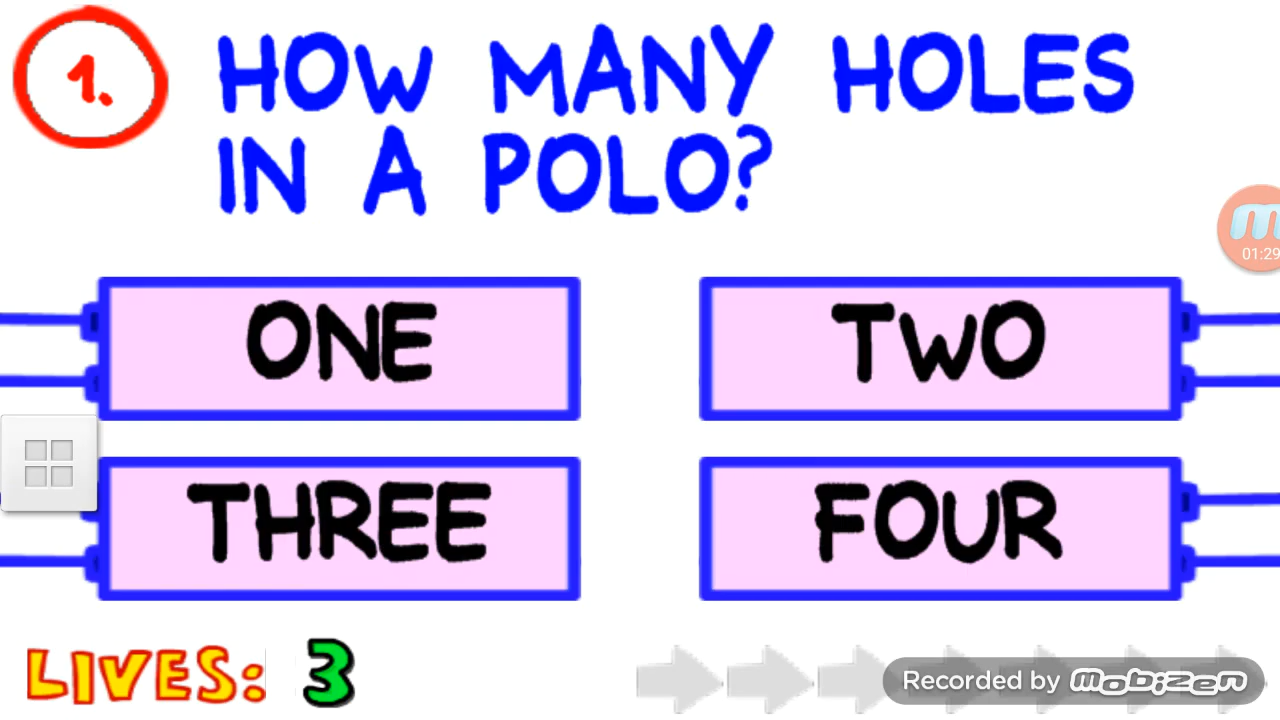 1. HOW MANY HOLES
IN A POLO?
01:29
ONE
TWO
THREE
FOUR
LIVES: 3
Recorded by mobizen